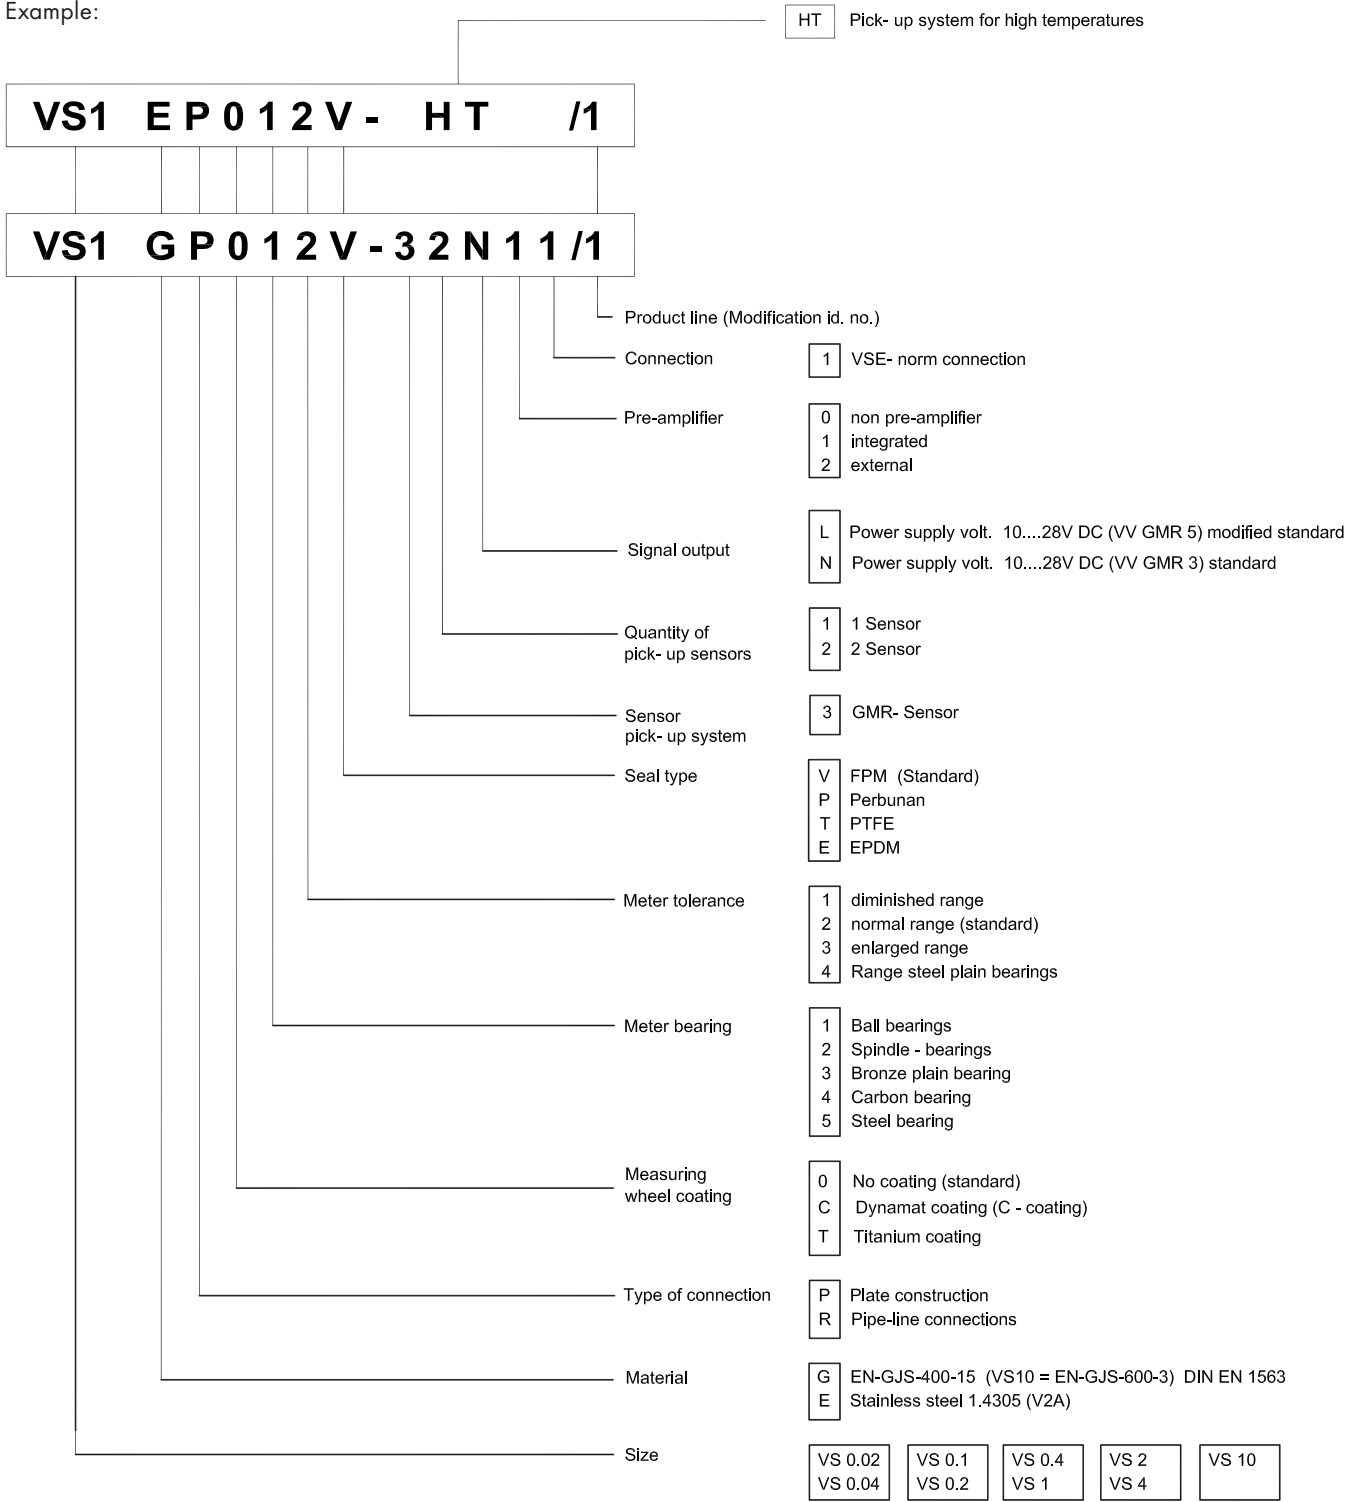 Example:
HT Pick- up system for high temperatures
VS1 E P 0 1 2 V - H T /1
VS1 G P 0 1 2 V - 3 2 N 1 1 /1
Product line (Modification id. no.)
Connection 1 VSE- norm connection
Pre-amplifier 0 non pre-amplifier
1 integrated
2 external
L Power supply volt. 10....28V DC (VV GMR 5) modified standard
Signal output
N Power supply volt. 10....28V DC (VV GMR 3) standard
Quantity of 1 1 Sensor
pick- up sensors 2 2 Sensor
Sensor 3 GMR- Sensor
pick- up system
Seal type V FPM (Standard)
P Perbunan
T PTFE
E EPDM
Meter tolerance 1 diminished range
2 normal range (standard)
3 enlarged range
4 Range steel plain bearings
Meter bearing 1 Ball bearings
2 Spindle - bearings
3 Bronze plain bearing
4 Carbon bearing
5 Steel bearing
Measuring 0 No coating (standard)
wheel coating C Dynamat coating (C - coating)
T Titanium coating
Type of connection P Plate construction
R Pipe-line connections
Material G EN-GJS-400-15 (VS10 = EN-GJS-600-3) DIN EN 1563
E Stainless steel 1.4305 (V2A)
Size VS 0.02 VS 0.1 VS 0.4 VS 2 VS 10
VS 0.04 VS 0.2 VS 1 VS 4